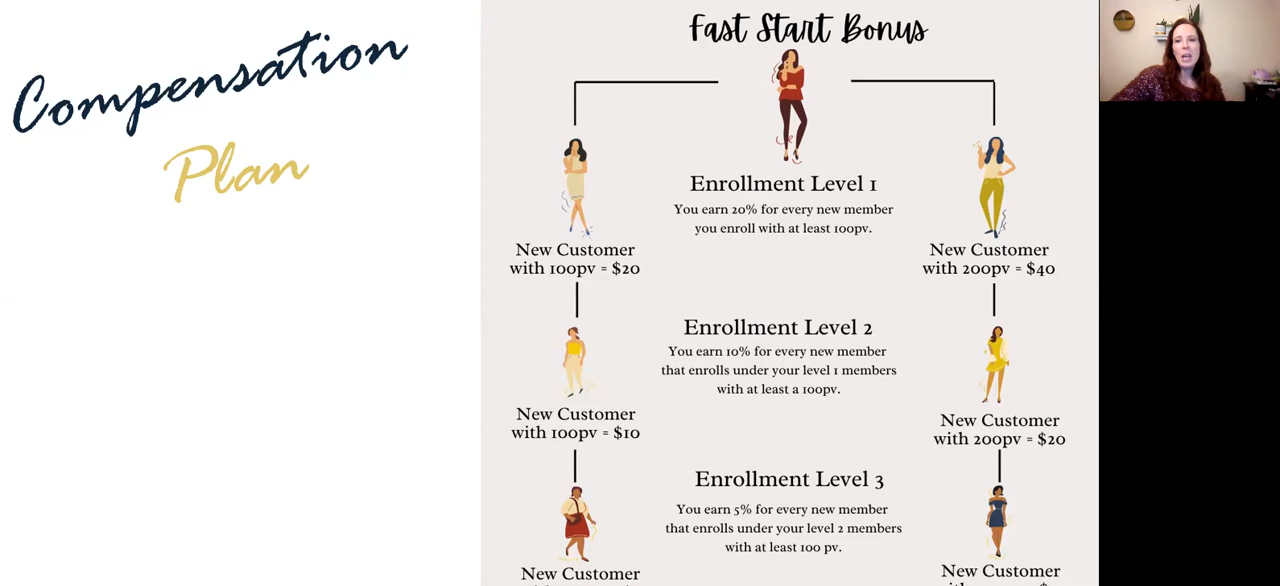 Compensation
Plan
Fast Start Bonus
Enrollment Level 1
You earn 20% for every new member
you enroll with at least 100pv.
New Customer
with 100pv = $20
New Customer
with 200pv = $40
Enrollment Level 2
You earn 10% for every new member
that enrolls under your level 1 members
with at least a 100pv.
New Customer
with 100pv = $10
New Customer
with 200pv = $20
Enrollment Level 3
You earn 5% for every new member
that enrolls under your level 2 members
with at least 100 pv.
New Customer
New Customer